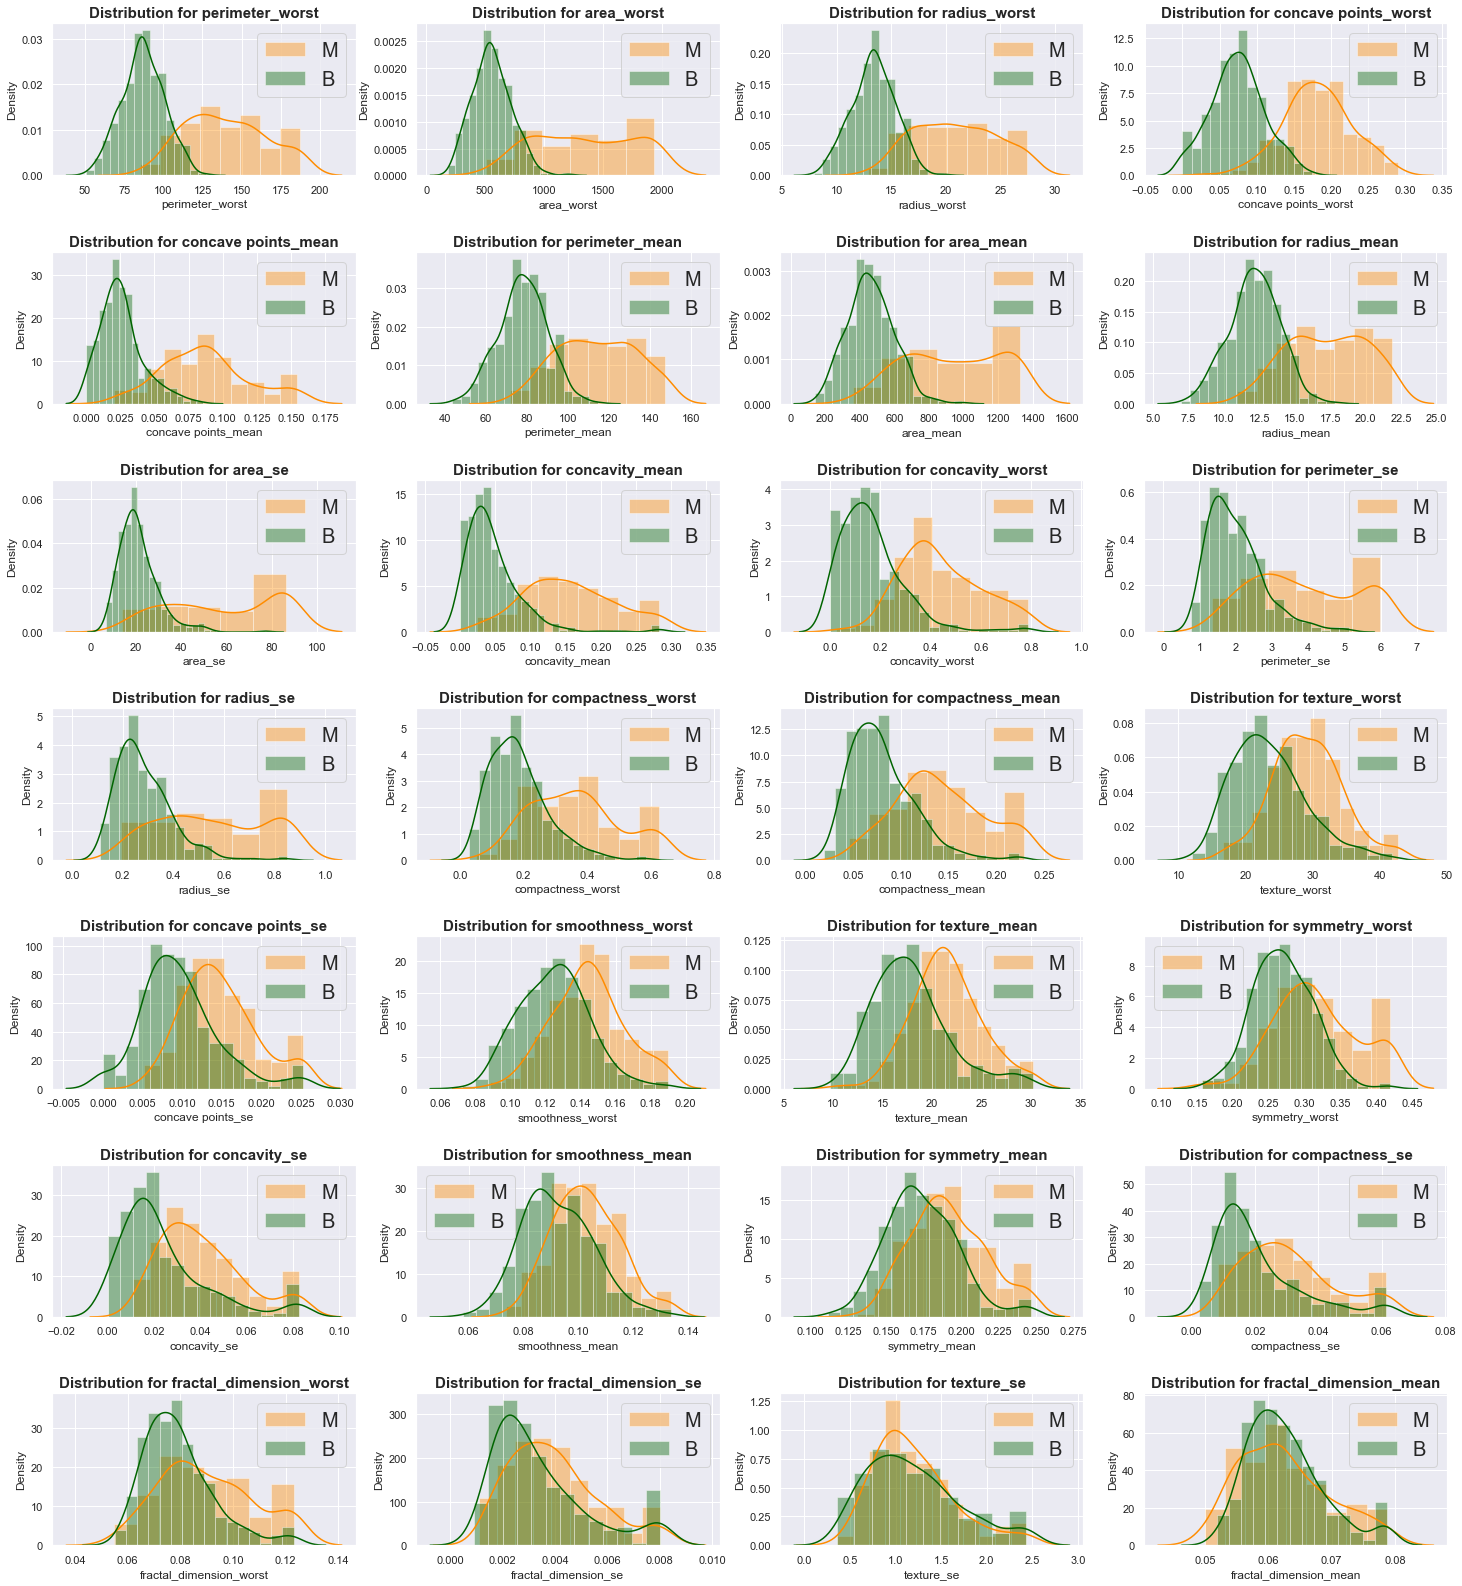 Distribution for perimeter_worst
Density
0.03
0.02
0.01
0.00
M
B
50 75 100 125 150 175 200
perimeter_worst
Distribution for area_worst
Density
0.0025
0.0020
0.0015
0.0010
0.0005
0.0000
M
B
0 500 1000 1500 2000
area_worst
Distribution for radius_worst
Density
0.20
0.15
0.10
0.05
0.00
M
B
5 10 15 20 25 30
radius_worst
Distribution for concave points_worst
Density
12.5
10.0
7.5
5.0
2.5
0.0
M
B
−0.05 0.00 0.05 0.10 0.15 0.20 0.25 0.30 0.35
concave points_worst
Distribution for concave points_mean
Density
30
20
10
0
M
B
0.000 0.025 0.050 0.075 0.100 0.125 0.150 0.175
concave points_mean
Distribution for perimeter_mean
Density
0.03
0.02
0.01
0.00
M
B
40 60 80 100 120 140 160
perimeter_mean
Distribution for area_mean
Density
0.003
0.002
0.001
0.000
M
B
0 200 400 600 800 1000 1200 1400 1600
area_mean
Distribution for radius_mean
Density
0.20
0.15
0.10
0.05
0.00
M
B
5.0 7.5 10.0 12.5 15.0 17.5 20.0 22.5 25.0
radius_mean
Distribution for area_se
Density
0.06
0.04
0.02
0.00
M
B
0 20 40 60 80 100
area_se
Distribution for concavity_mean
Density
15
10
5
0
M
B
−0.05 0.00 0.05 0.10 0.15 0.20 0.25 0.30 0.35
concavity_mean
Distribution for concavity_worst
Density
4
3
2
1
0
M
B
0.0 0.2 0.4 0.6 0.8 1.0
concavity_worst
Distribution for perimeter_se
Density
0.6
0.4
0.2
0.0
M
B
0 1 2 3 4 5 6 7
perimeter_se
Distribution for radius_se
Density
5
4
3
2
1
0
M
B
0.0 0.2 0.4 0.6 0.8 1.0
radius_se
Distribution for compactness_worst
Density
5
4
3
2
1
0
M
B
0.0 0.2 0.4 0.6 0.8
compactness_worst
Distribution for compactness_mean
Density
12.5
10.0
7.5
5.0
2.5
0.0
M
B
0.00 0.05 0.10 0.15 0.20 0.25
compactness_mean
Distribution for texture_worst
Density
0.08
0.06
0.04
0.02
0.00
M
B
10 20 30 40 50
texture_worst
Distribution for concave points_se
Density
100
80
60
40
20
0
M
B
−0.005 0.000 0.005 0.010 0.015 0.020 0.025 0.030
concave points_se
Distribution for smoothness_worst
Density
20
15
10
5
0
M
B
0.06 0.08 0.10 0.12 0.14 0.16 0.18 0.20
smoothness_worst
Distribution for texture_mean
Density
0.125
0.100
0.075
0.050
0.025
0.000
M
B
5 10 15 20 25 30 35
texture_mean
Distribution for symmetry_worst
Density
8
6
4
2
0
M
B
0.10 0.15 0.20 0.25 0.30 0.35 0.40 0.45
symmetry_worst
Distribution for concavity_se
Density
30
20
10
0
M
B
−0.02 0.00 0.02 0.04 0.06 0.08 0.10
concavity_se
Distribution for smoothness_mean
Density
30
20
10
0
M
B
0.06 0.08 0.10 0.12 0.14
smoothness_mean
Distribution for symmetry_mean
Density
15
10
5
0
M
B
0.100 0.125 0.150 0.175 0.200 0.225 0.250 0.275
symmetry_mean
Distribution for compactness_se
Density
50
40
30
20
10
0
M
B
0.00 0.02 0.04 0.06 0.08
compactness_se
Distribution for fractal_dimension_worst
Density
30
20
10
0
M
B
0.04 0.06 0.08 0.10 0.12 0.14
fractal_dimension_worst
Distribution for fractal_dimension_se
Density
300
200
100
0
M
B
0.000 0.002 0.004 0.006 0.008 0.010
fractal_dimension_se
Distribution for texture_se
Density
1.25
1.00
0.75
0.50
0.25
0.00
M
B
0.0 0.5 1.0 1.5 2.0 2.5 3.0
texture_se
Distribution for fractal_dimension_mean
Density
80
60
40
20
0
M
B
0.05 0.06 0.07 0.08
fractal_dimension_mean